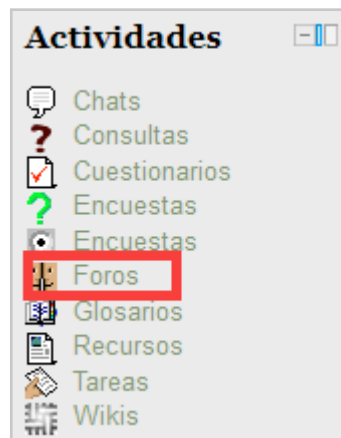 Actividades
Chats
Consultas
Cuestionarios
Encuestas
Encuestas
Foros
Glosarios
Recursos
Tareas
Wikis